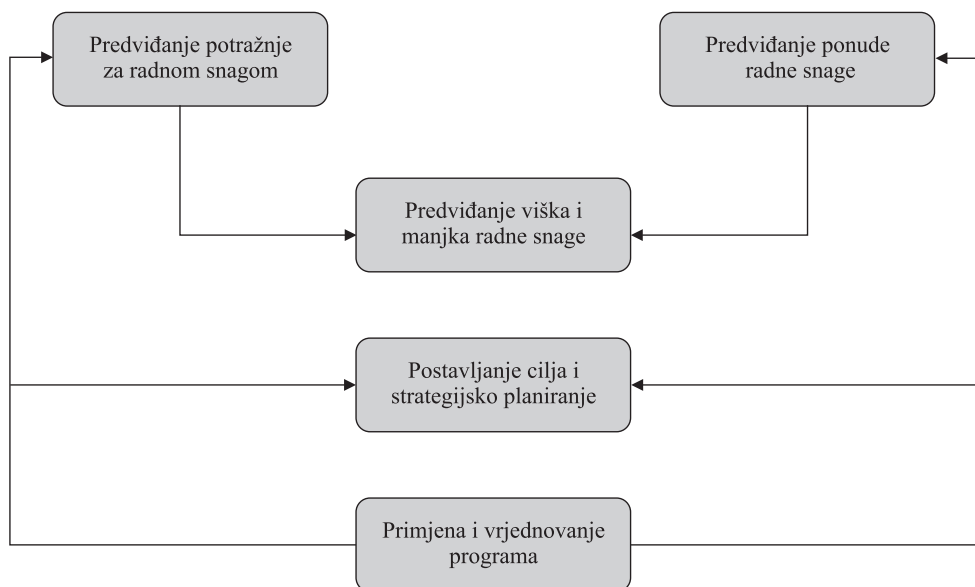 Predviđanje potražnje
za radnom snagom
Predviđanje ponude
radne snage
Predviđanje viška i
manjka radne snage
Postavljanje cilja i
strategijsko planiranje
Primjena i vrjednovanje
programa